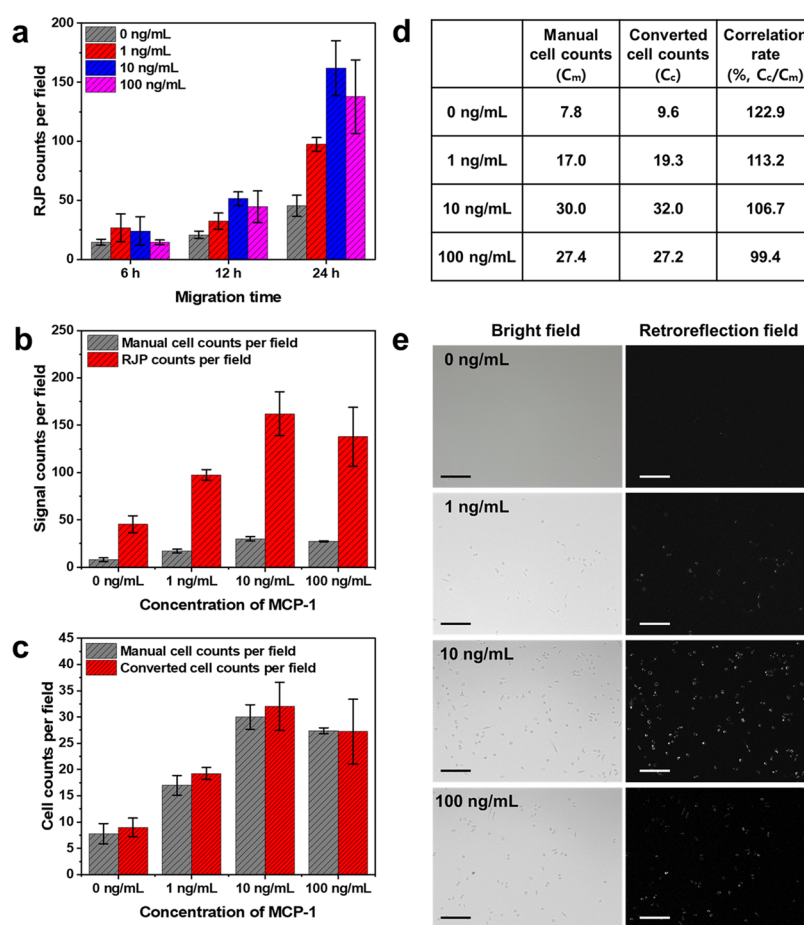 a
0 ng/mL
1 ng/mL
10 ng/mL
100 ng/mL
RJP counts per field
200
150
100
50
0
6 h
12 h
24 h
Migration time
b
Manual cell counts per field
RJP counts per field
Signal counts per field
250
200
150
100
50
0
0 ng/mL
1 ng/mL
10 ng/mL
100 ng/mL
Concentration of MCP-1
c
Manual cell counts per field
Converted cell counts per field
Cell counts per field
45
40
35
30
25
20
15
10
5
0
0 ng/mL
1 ng/mL
10 ng/mL
100 ng/mL
Concentration of MCP-1
d
Manual cell counts (Cm) Converted cell counts (Cc) Correlation rate (%, Cc/Cm)
0 ng/mL 7.8 9.6 122.9
1 ng/mL 17.0 19.3 113.2
10 ng/mL 30.0 32.0 106.7
100 ng/mL 27.4 27.2 99.4
e
Bright field Retroreflection field
0 ng/mL
1 ng/mL
10 ng/mL
100 ng/mL